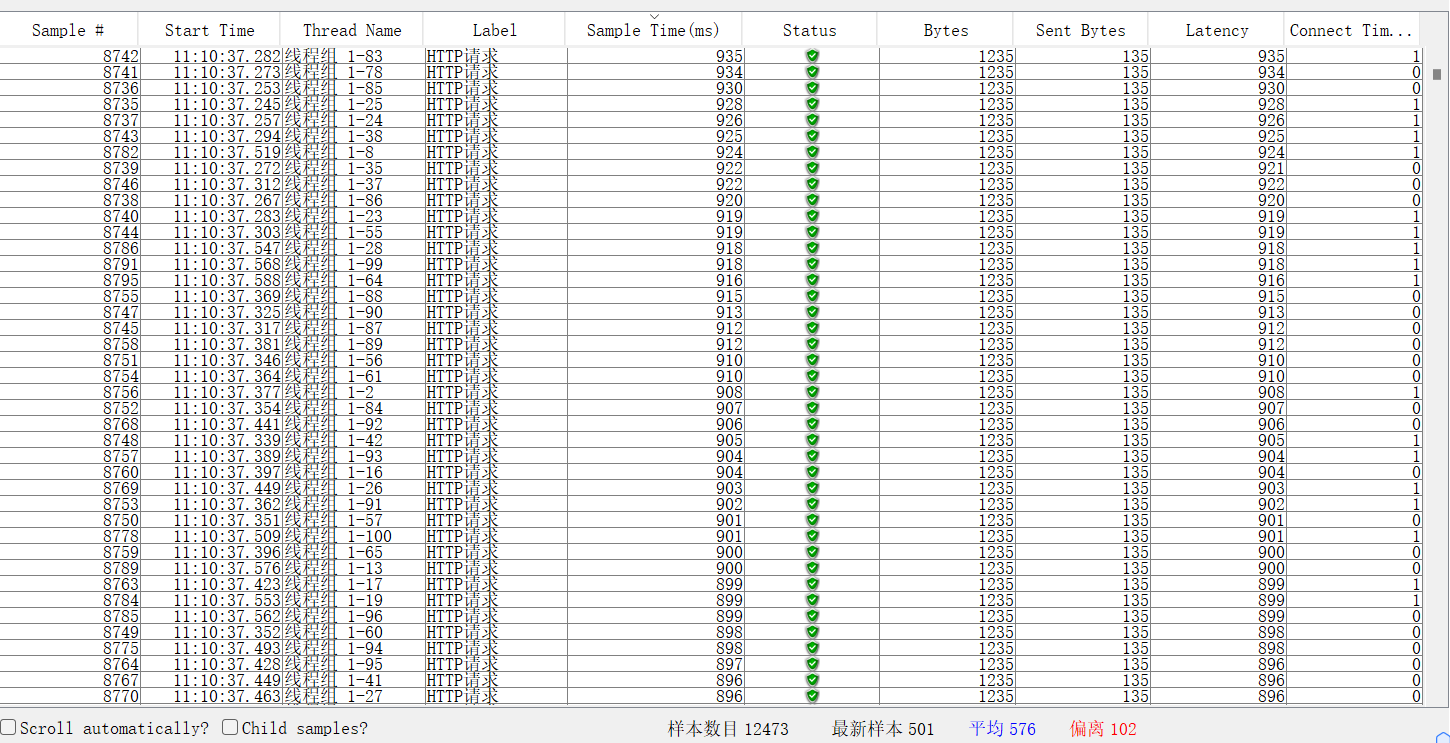 Sample # Start Time Thread Name Label Sample Time(ms) Status Bytes Sent Bytes Latency Connect Tim...
8742 11:10:37.282 线程组 1-83 HTTP请求 935 1235 135 935 1
8741 11:10:37.273 线程组 1-78 HTTP请求 934 1235 135 934 0
8736 11:10:37.253 线程组 1-85 HTTP请求 930 1235 135 930 0
8735 11:10:37.245 线程组 1-25 HTTP请求 928 1235 135 928 1
8737 11:10:37.257 线程组 1-24 HTTP请求 926 1235 135 926 1
8743 11:10:37.294 线程组 1-38 HTTP请求 925 1235 135 925 1
8782 11:10:37.519 线程组 1-8 HTTP请求 924 1235 135 924 1
8739 11:10:37.272 线程组 1-35 HTTP请求 922 1235 135 921 0
8746 11:10:37.312 线程组 1-37 HTTP请求 922 1235 135 922 0
8738 11:10:37.267 线程组 1-86 HTTP请求 920 1235 135 920 0
8740 11:10:37.283 线程组 1-23 HTTP请求 919 1235 135 919 1
8744 11:10:37.303 线程组 1-55 HTTP请求 919 1235 135 919 1
8786 11:10:37.547 线程组 1-28 HTTP请求 918 1235 135 918 1
8791 11:10:37.568 线程组 1-99 HTTP请求 918 1235 135 918 1
8795 11:10:37.588 线程组 1-64 HTTP请求 916 1235 135 916 1
8755 11:10:37.369 线程组 1-88 HTTP请求 915 1235 135 915 0
8747 11:10:37.325 线程组 1-90 HTTP请求 913 1235 135 913 0
8745 11:10:37.317 线程组 1-87 HTTP请求 912 1235 135 912 0
8758 11:10:37.381 线程组 1-89 HTTP请求 912 1235 135 912 0
8751 11:10:37.346 线程组 1-56 HTTP请求 910 1235 135 910 0
8754 11:10:37.364 线程组 1-61 HTTP请求 910 1235 135 910 0
8756 11:10:37.377 线程组 1-2 HTTP请求 908 1235 135 908 1
8752 11:10:37.354 线程组 1-84 HTTP请求 907 1235 135 907 0
8768 11:10:37.441 线程组 1-92 HTTP请求 906 1235 135 906 0
8748 11:10:37.339 线程组 1-42 HTTP请求 905 1235 135 905 1
8757 11:10:37.389 线程组 1-93 HTTP请求 904 1235 135 904 1
8760 11:10:37.397 线程组 1-16 HTTP请求 904 1235 135 904 0
8769 11:10:37.449 线程组 1-26 HTTP请求 903 1235 135 903 1
8753 11:10:37.362 线程组 1-91 HTTP请求 902 1235 135 902 1
8750 11:10:37.351 线程组 1-57 HTTP请求 901 1235 135 901 0
8778 11:10:37.509 线程组 1-100 HTTP请求 901 1235 135 901 1
8759 11:10:37.396 线程组 1-65 HTTP请求 900 1235 135 900 0
8789 11:10:37.576 线程组 1-13 HTTP请求 900 1235 135 900 0
8763 11:10:37.423 线程组 1-17 HTTP请求 899 1235 135 899 1
8784 11:10:37.553 线程组 1-19 HTTP请求 899 1235 135 899 1
8785 11:10:37.562 线程组 1-96 HTTP请求 899 1235 135 899 0
8749 11:10:37.352 线程组 1-60 HTTP请求 898 1235 135 898 0
8775 11:10:37.493 线程组 1-94 HTTP请求 898 1235 135 898 0
8764 11:10:37.428 线程组 1-95 HTTP请求 897 1235 135 896 0
8767 11:10:37.449 线程组 1-41 HTTP请求 896 1235 135 896 0
8770 11:10:37.463 线程组 1-27 HTTP请求 896 1235 135 896 0
Scroll automatically? Child samples? 样本数目 12473 最新样本 501 平均 576 偏离 102